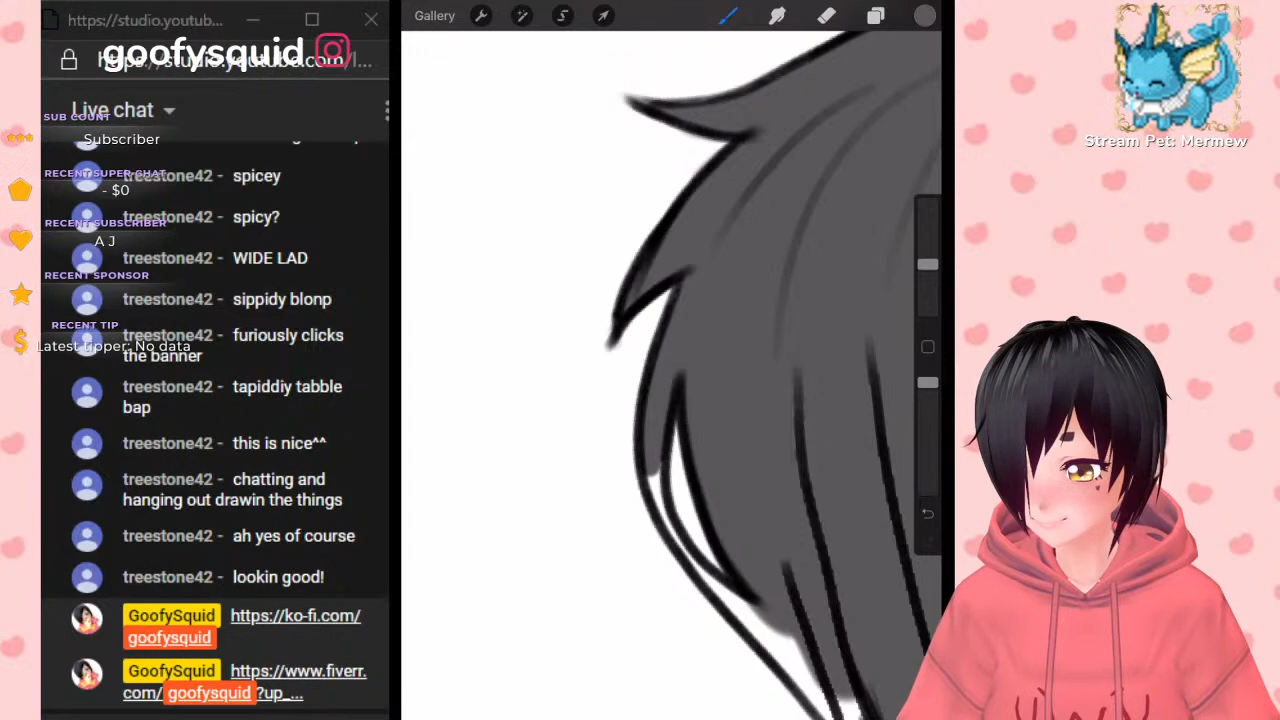 https://studio.youtub...
goofysquid
https://studio.youtube.com/l...
Live chat
SUB COUNT
Subscriber
treestone42 - spicey
RECENT SUPER CHAT
- $0
treestone42 - spicy?
RECENT SUBSCRIBER
A J
treestone42 - WIDE LAD
RECENT SPONSOR
treestone42 - sippidy blonp
RECENT TIP
treestone42 - furiously clicks
the banner
Latest tipper: No data
treestone42 - tapiddiy tabble
bap
treestone42 - this is nice^^
treestone42 - chatting and
hanging out drawin the things
treestone42 - ah yes of course
treestone42 - lookin good!
GoofySquid https://ko-fi.com/
goofysquid
GoofySquid https://www.fiverr.
com/goofysquid?up_...
Gallery
Stream Pet: Mermew